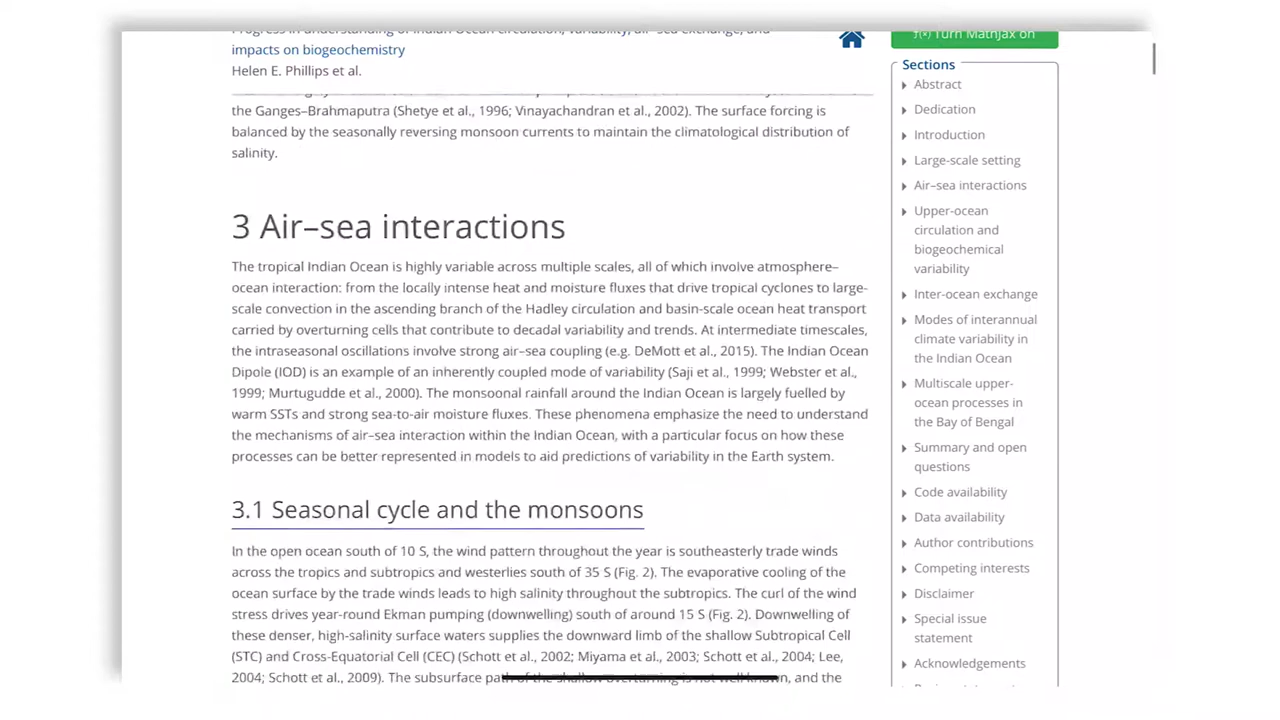 Progress in understanding of Indian Ocean circulation, variability, air–sea exchange, and
impacts on biogeochemistry
Helen E. Phillips et al.
the Ganges–Brahmaputra (Shetye et al., 1996; Vinayachandran et al., 2002). The surface forcing is
balanced by the seasonally reversing monsoon currents to maintain the climatological distribution of
salinity.
3 Air–sea interactions
The tropical Indian Ocean is highly variable across multiple scales, all of which involve atmosphere–
ocean interaction: from the locally intense heat and moisture fluxes that drive tropical cyclones to large-
scale convection in the ascending branch of the Hadley circulation and basin-scale ocean heat transport
carried by overturning cells that contribute to decadal variability and trends. At intermediate timescales,
the intraseasonal oscillations involve strong air–sea coupling (e.g. DeMott et al., 2015). The Indian Ocean
Dipole (IOD) is an example of an inherently coupled mode of variability (Saji et al., 1999; Webster et al.,
1999; Murtugudde et al., 2000). The monsoonal rainfall around the Indian Ocean is largely fuelled by
warm SSTs and strong sea-to-air moisture fluxes. These phenomena emphasize the need to understand
the mechanisms of air–sea interaction within the Indian Ocean, with a particular focus on how these
processes can be better represented in models to aid predictions of variability in the Earth system.
3.1 Seasonal cycle and the monsoons
In the open ocean south of 10 S, the wind pattern throughout the year is southeasterly trade winds
across the tropics and subtropics and westerlies south of 35 S (Fig. 2). The evaporative cooling of the
ocean surface by the trade winds leads to high salinity throughout the subtropics. The curl of the wind
stress drives year-round Ekman pumping (downwelling) south of around 15 S (Fig. 2). Downwelling of
these denser, high-salinity surface waters supplies the downward limb of the shallow Subtropical Cell
(STC) and Cross-Equatorial Cell (CEC) (Schott et al., 2002; Miyama et al., 2003; Schott et al., 2004; Lee,
2004; Schott et al., 2009). The subsurface path of the shallow overturning is not well known, and the
f(x) Turn MathJax on
Sections
Abstract
Dedication
Introduction
Large-scale setting
Air–sea interactions
Upper-ocean
circulation and
biogeochemical
variability
Inter-ocean exchange
Modes of interannual
climate variability in
the Indian Ocean
Multiscale upper-
ocean processes in
the Bay of Bengal
Summary and open
questions
Code availability
Data availability
Author contributions
Competing interests
Disclaimer
Special issue
statement
Acknowledgements